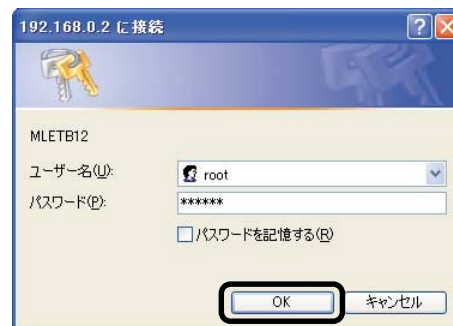 192.168.0.2 に接続
MLETB12
ユーザー名(U):
root
パスワード(P):
******
パスワードを記憶する(R)
OK
キャンセル